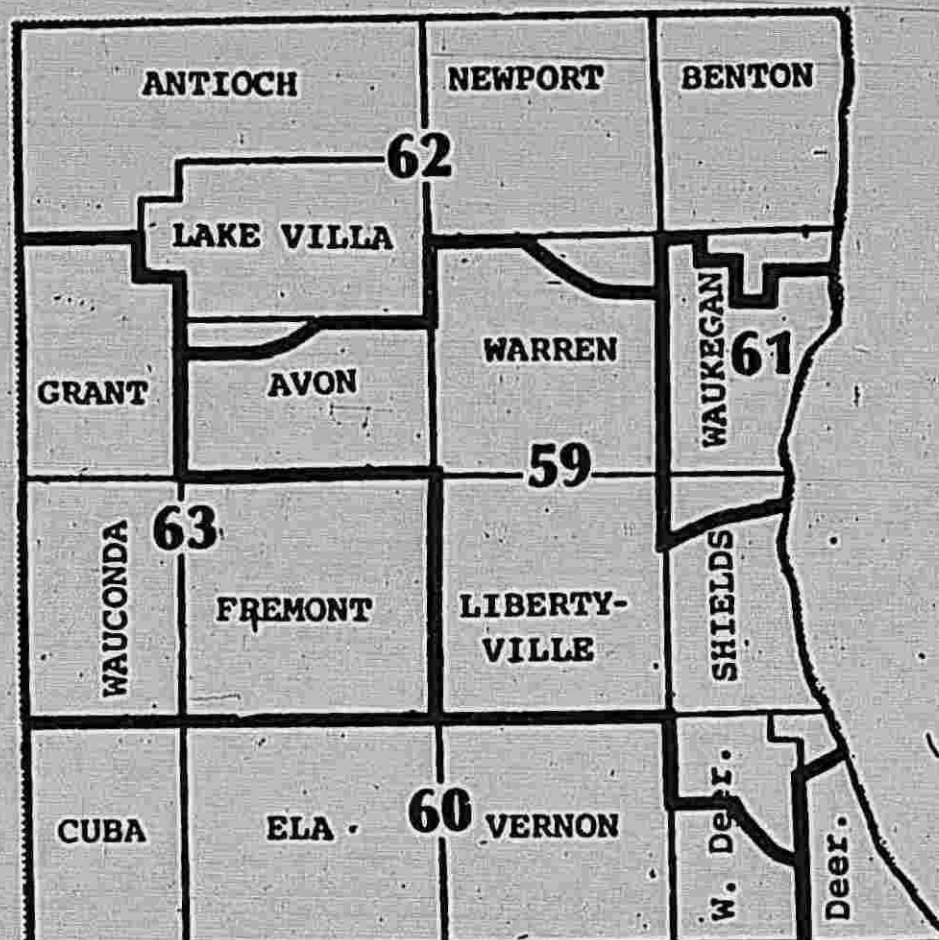 ANTIOCH
NEWPORT
BENTON
62
LAKE VILLA
WAUKEGAN
61
WARREN
GRANT
AVON
59
63
WAUCONDA
FREMONT
LIBERTY-
VILLE
SHIELDS
CUBA
ELA
60
VERNON
W. Deer.
Deer.